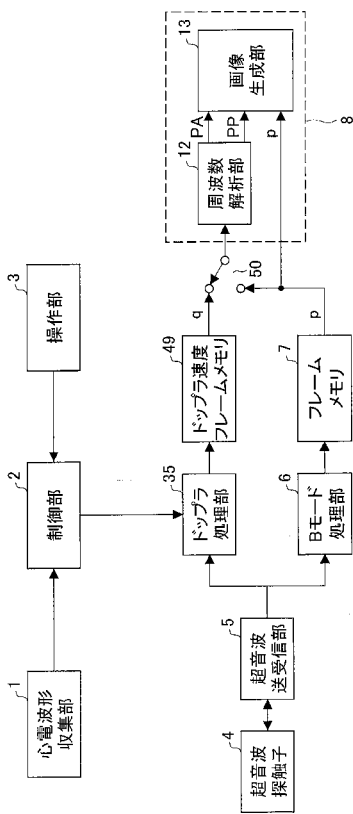 1
心電波形
収集部
2
制御部
3
操作部
4
超音波
探触子
5
超音波
送受信部
35
ドップラ
処理部
49
ドップラ速度
フレームメモリ
q
50
6
Bモード
処理部
7
フレーム
メモリ
p
12
周波数
解析部
PA
PP
p
13
画像
生成部
8